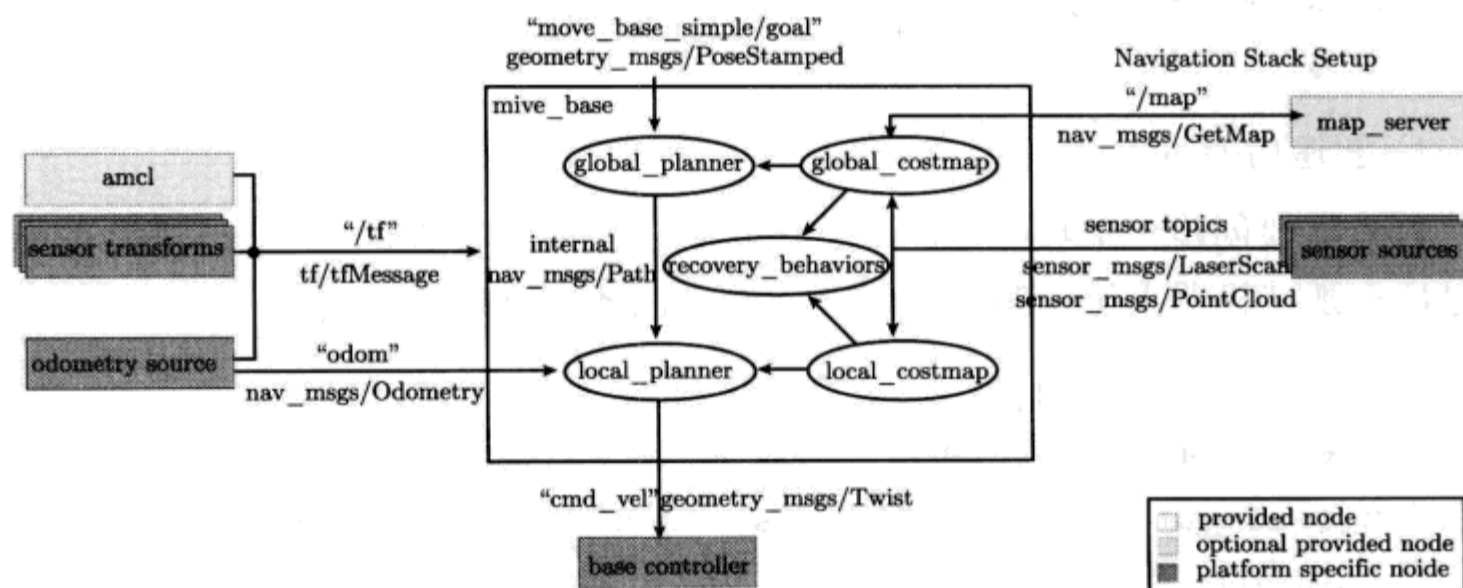 “move_base_simple/goal”
geometry_msgs/PoseStamped
Navigation Stack Setup
mive_base
“/map”
nav_msgs/GetMap
map_server
global_planner
global_costmap
amcl
sensor transforms
“/tf”
tf/tfMessage
internal
nav_msgs/Path
recovery_behaviors
sensor topics
sensor_msgs/LaserScan
sensor_msgs/PointCloud
sensor sources
odometry source
“odom”
nav_msgs/Odometry
local_planner
local_costmap
“cmd_vel”geometry_msgs/Twist
base controller
provided node
optional provided node
platform specific noide